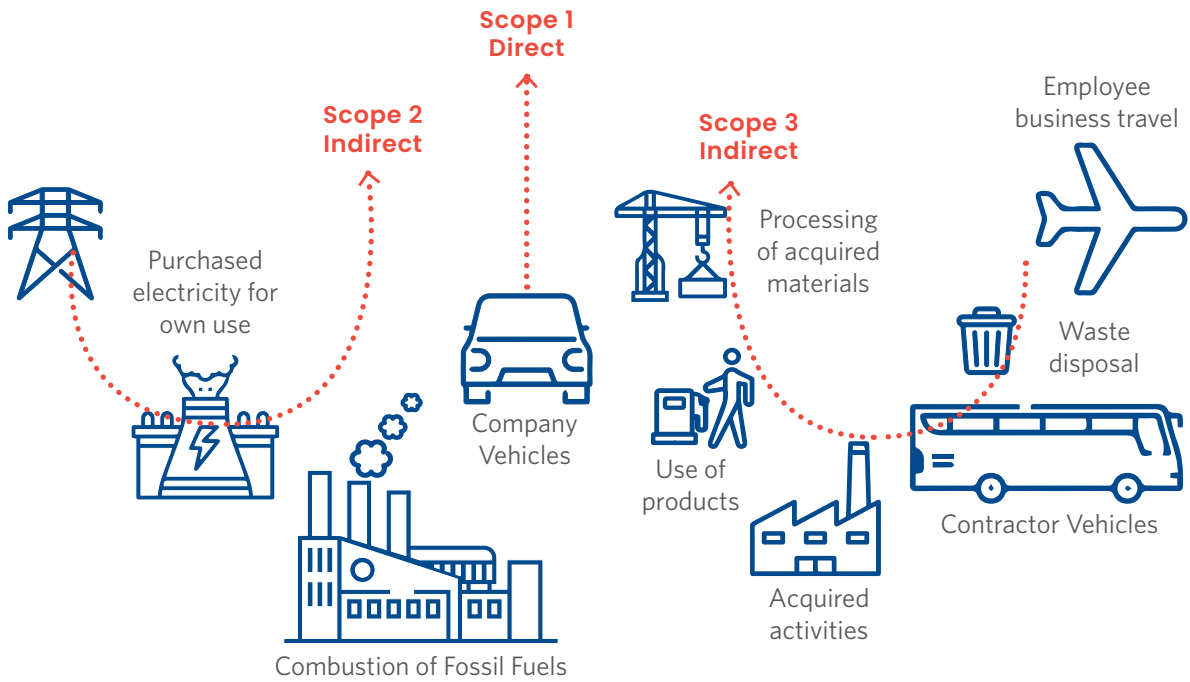 Scope 1
Direct
Scope 2
Indirect
Scope 3
Indirect
Employee
business travel
Purchased
electricity for
own use
Processing
of acquired
materials
Waste
disposal
Company
Vehicles
Use of
products
Contractor Vehicles
Acquired
activities
Combustion of Fossil Fuels